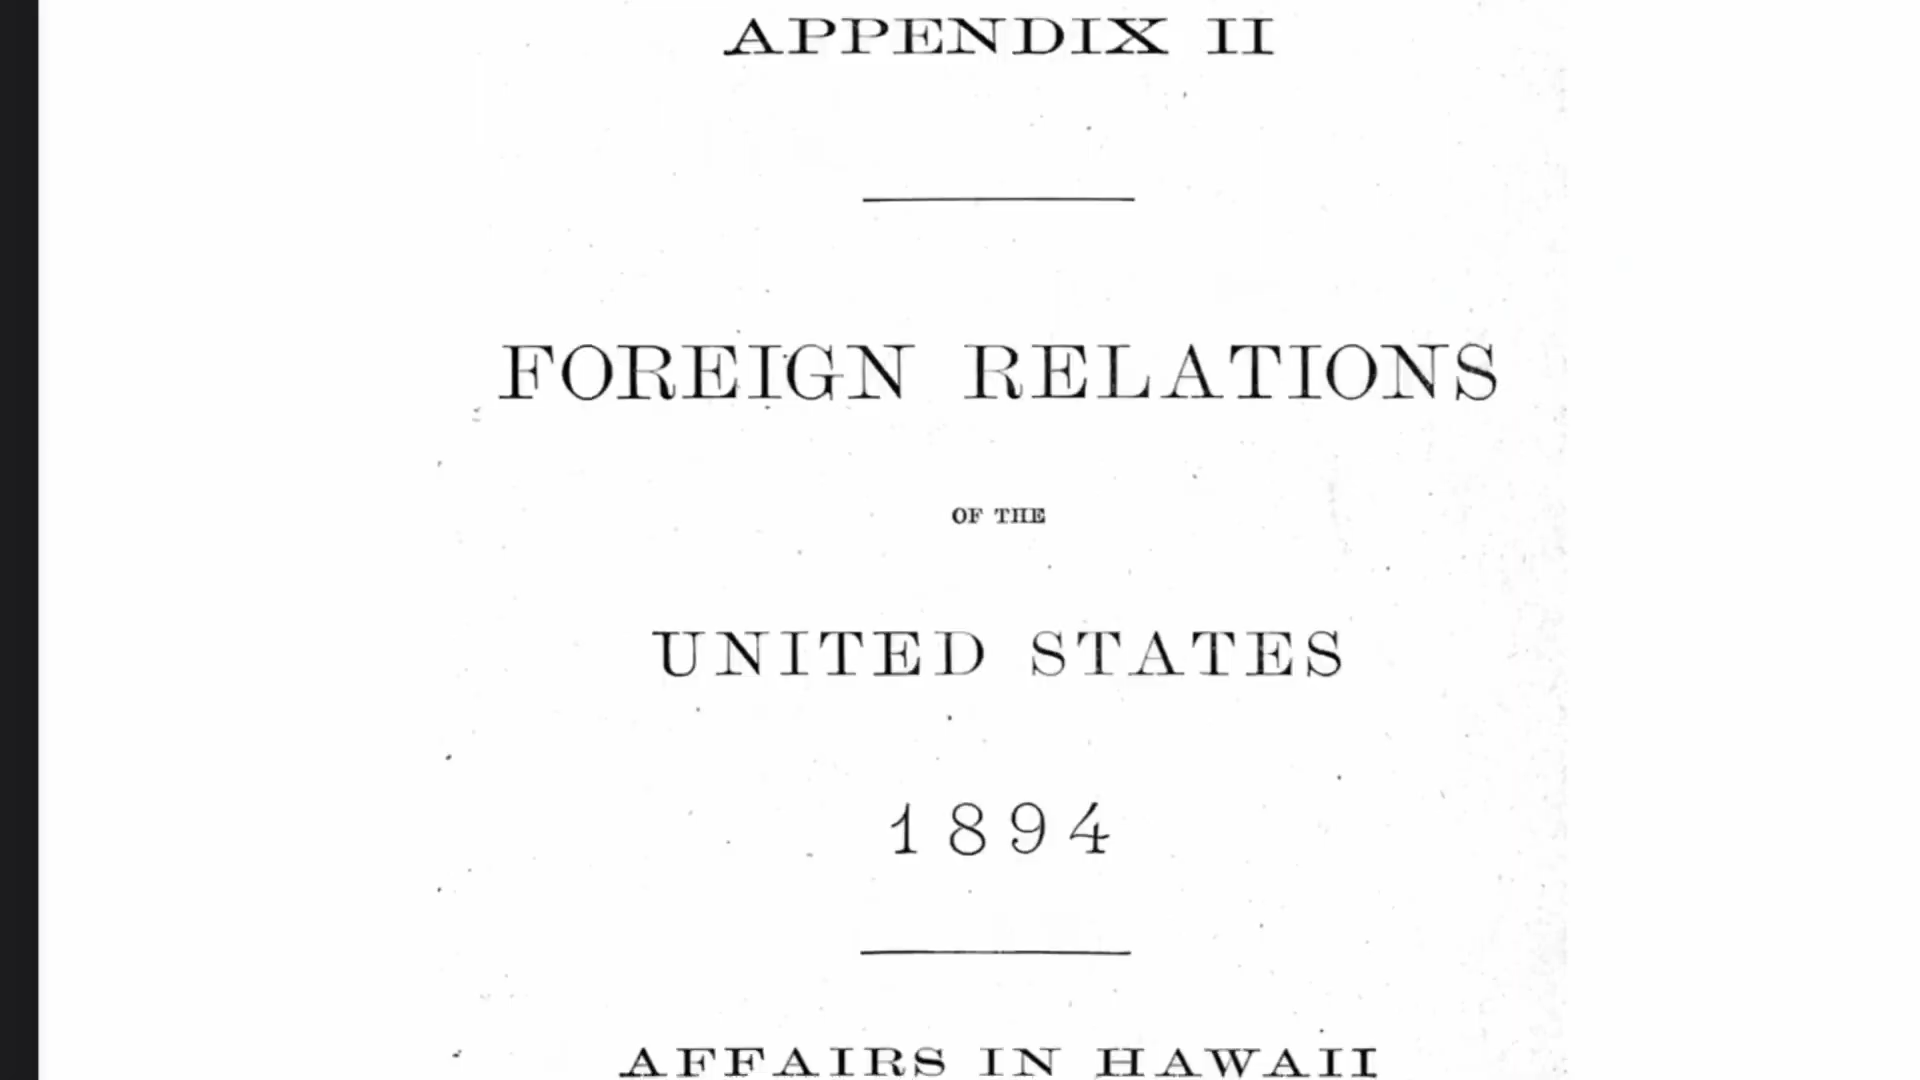 APPENDIX II
FOREIGN RELATIONS
OF THE
UNITED STATES
1894
AFFAIRS IN HAWAII